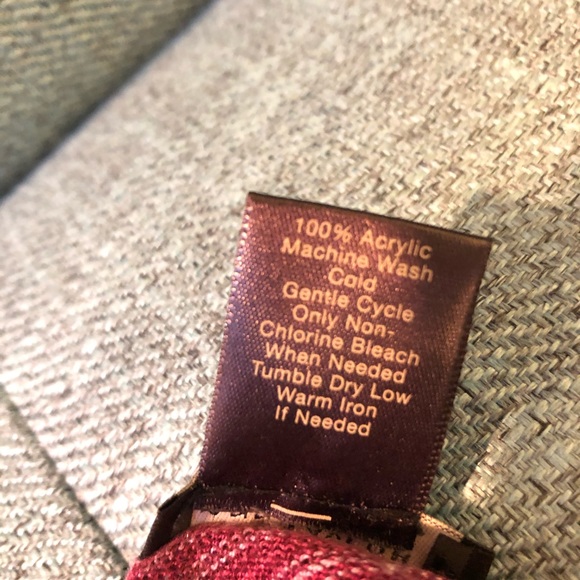 100% Acrylic
Machine Wash
Cold
Gentle Cycle
Only Non-
Chlorine Bleach
Whan Needed
Tumble Dry Low
Warm Iron
If Needed